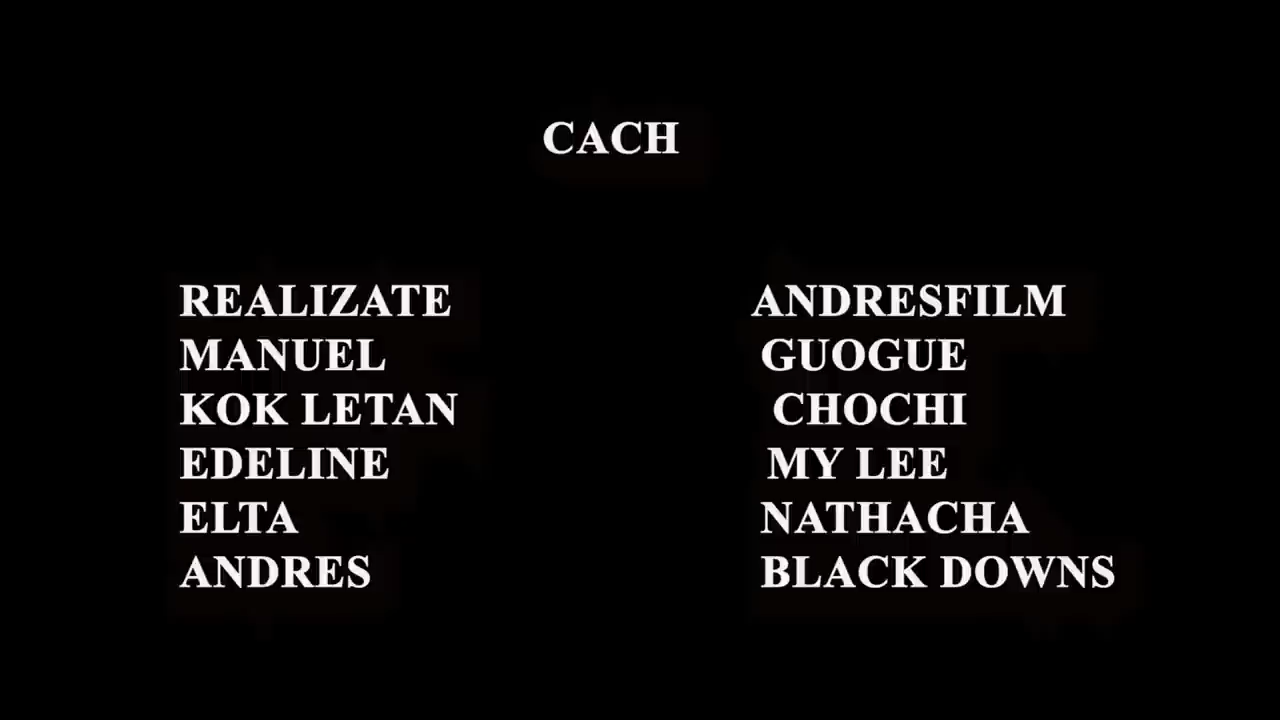 CACH
REALIZATE ANDRESFILM
MANUEL GUOGUE
KOK LETAN CHOCHI
EDELINE MY LEE
ELTA NATHACHA
ANDRES BLACK DOWNS